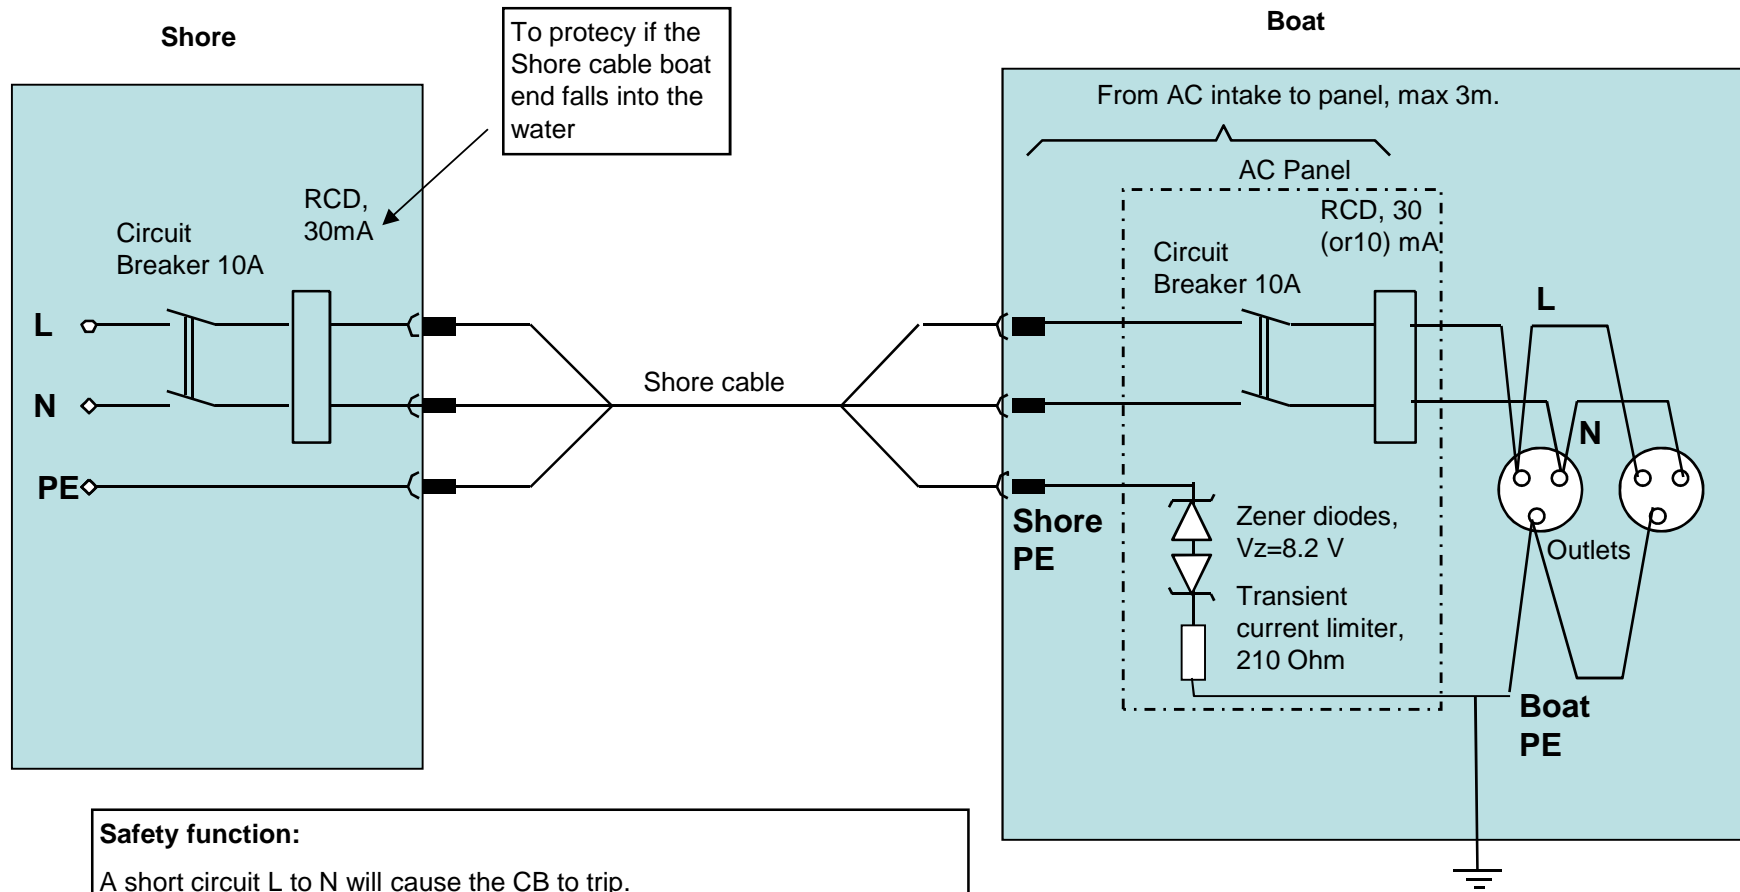 Shore
Boat
To protecy if the
Shore cable boat
end falls into the
water
From AC intake to panel, max 3m.
AC Panel
RCD,
30mA
RCD, 30
(or10) mA
Circuit
Breaker 10A
Circuit
Breaker 10A
L
L
Shore cable
N
N
PE
Shore
PE
Zener diodes,
Vz=8.2 V
Outlets
Transient
current limiter,
210 Ohm
Boat
PE
Safety function:
A short circuit L to N will cause the CB to trip.